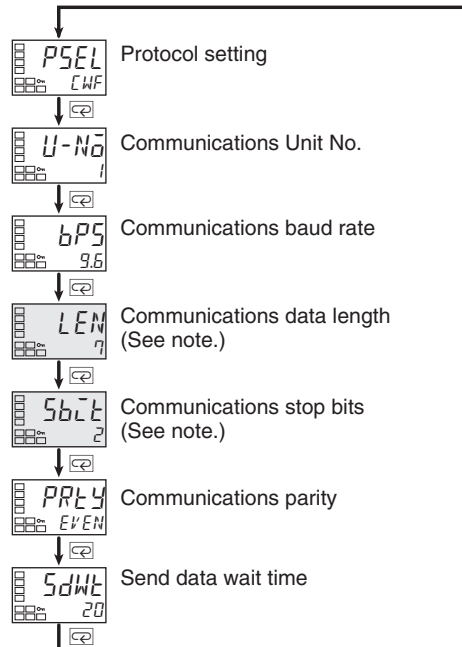 PSEL
CWF
Protocol setting
U-No
1
Communications Unit No.
bPS
9.6
Communications baud rate
LEN
7
Communications data length
(See note.)
SbIt
2
Communications stop bits
(See note.)
PRtY
EVEN
Communications parity
SdWt
20
Send data wait time